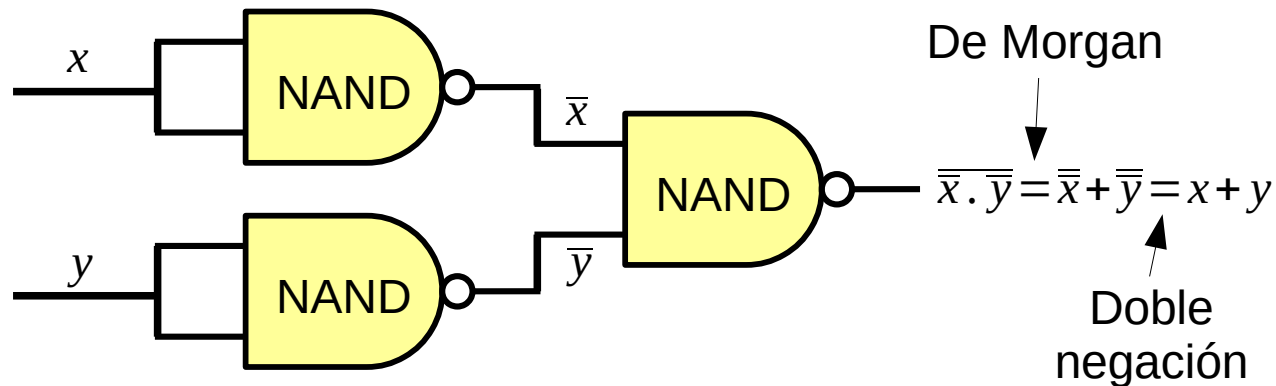 De Morgan
x
NAND
x̅
NAND
x̿ . y̿ = x̿ + y̿ = x + y
y
NAND
y̅
Doble
negación